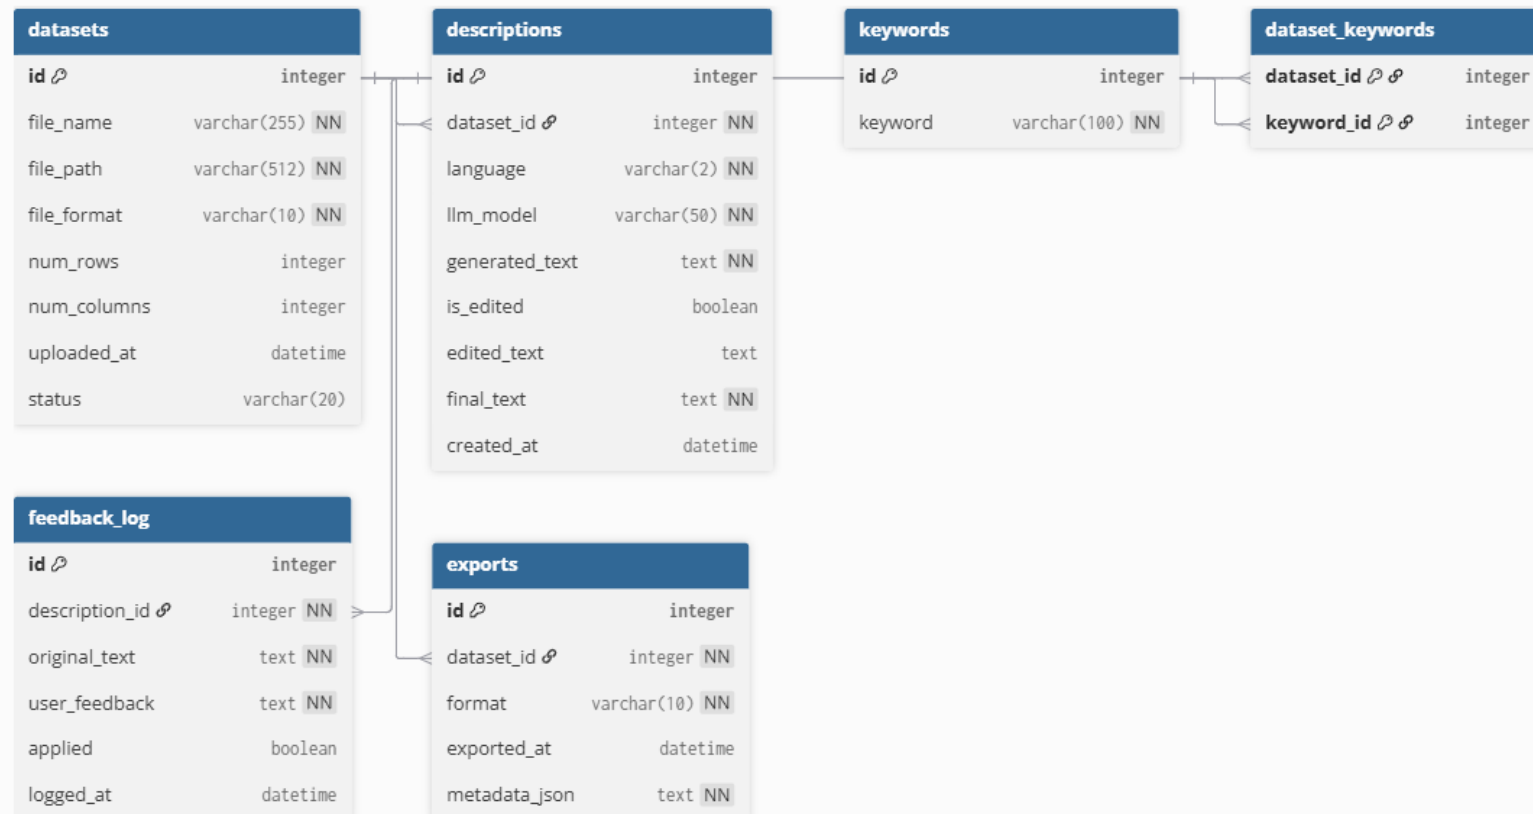 datasets
id integer
file_name varchar(255) NN
file_path varchar(512) NN
file_format varchar(10) NN
num_rows integer
num_columns integer
uploaded_at datetime
status varchar(20)
descriptions
id integer
dataset_id integer NN
language varchar(2) NN
llm_model varchar(50) NN
generated_text text NN
is_edited boolean
edited_text text
final_text text NN
created_at datetime
keywords
id integer
keyword varchar(100) NN
dataset_keywords
dataset_id integer
keyword_id integer
feedback_log
id integer
description_id integer NN
original_text text NN
user_feedback text NN
applied boolean
logged_at datetime
exports
id integer
dataset_id integer NN
format varchar(10) NN
exported_at datetime
metadata_json text NN